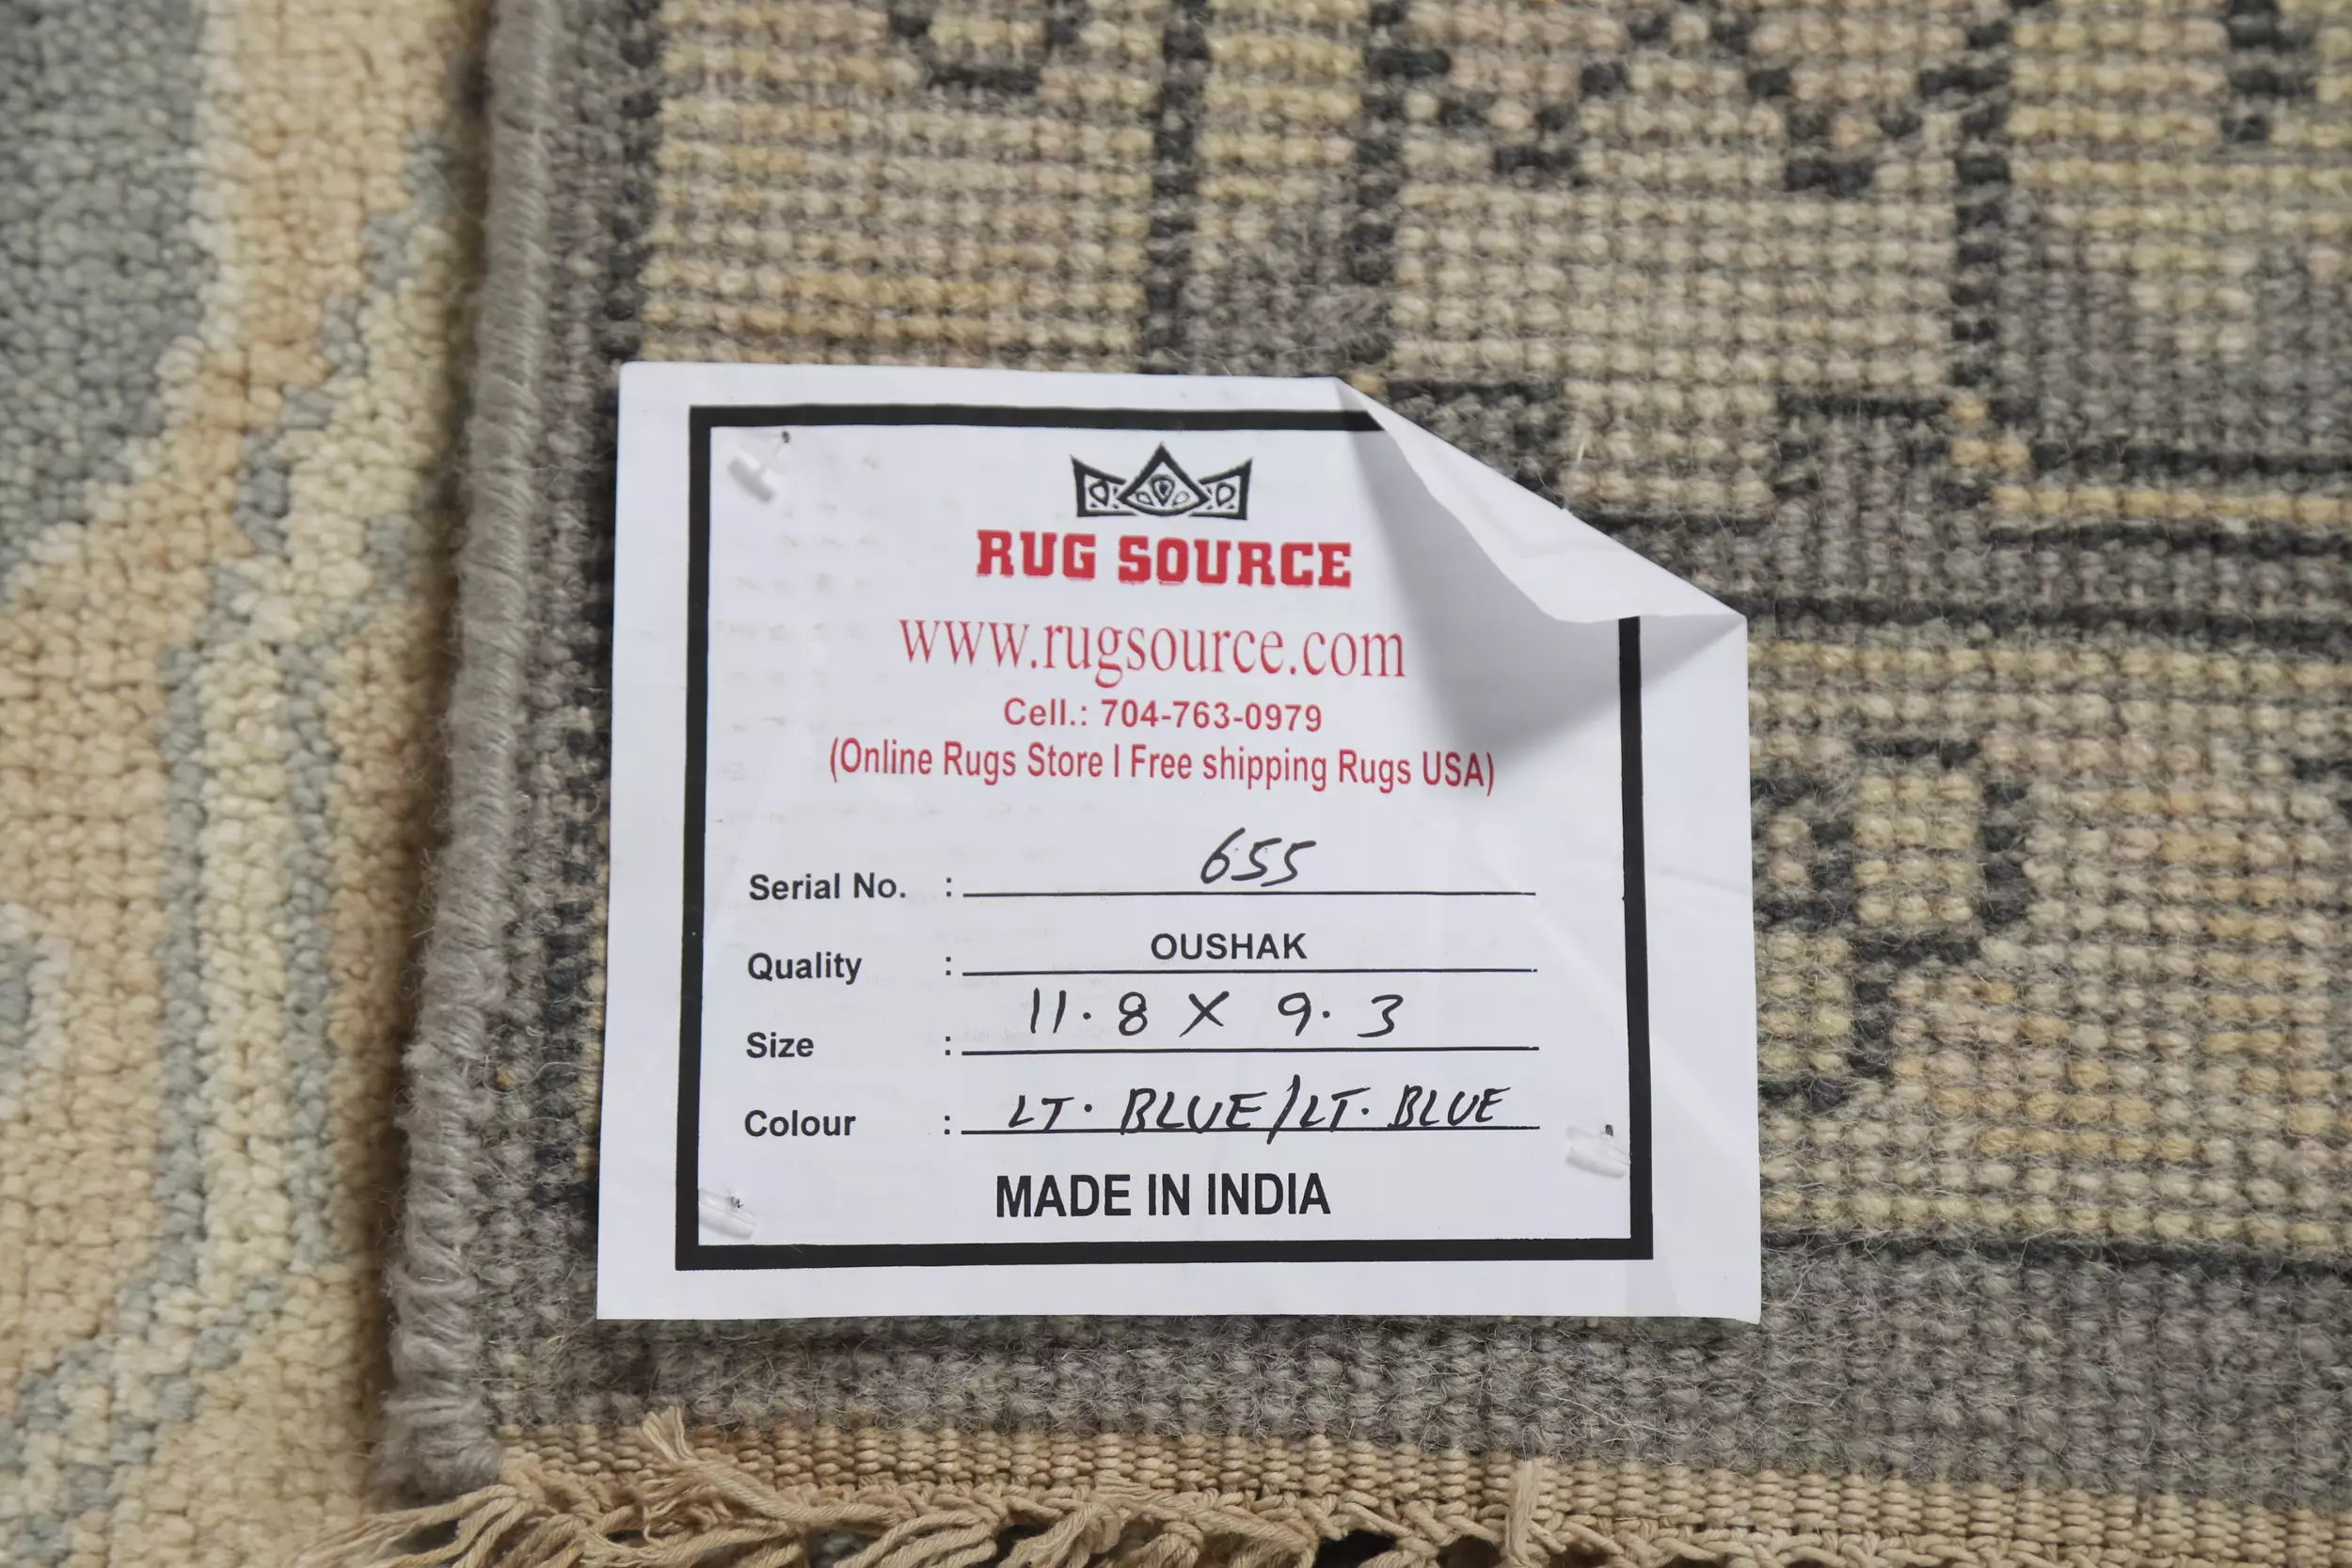 RUG SOURCE
www.rugsource.com
Cell.: 704-763-0979
(Online Rugs Store I Free shipping Rugs USA)
Serial No. : 655
Quality : OUSHAK
Size : 11.8 X 9.3
Colour : LT. BLUE/LT. BLUE
MADE IN INDIA